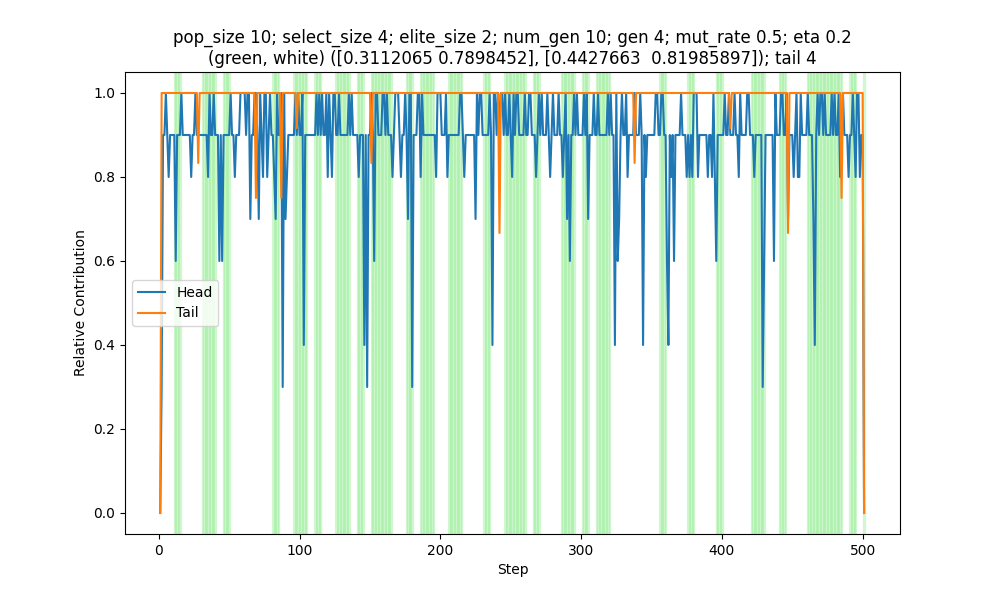 pop_size 10; select_size 4; elite_size 2; num_gen 10; gen 4; mut_rate 0.5; eta 0.2
(green, white) ([0.3112065 0.7898452], [0.4427663  0.81985897]); tail 4
1.0
0.8
0.6
0.4
0.2
0.0
Relative Contribution
Head
Tail
0
100
200
300
400
500
Step